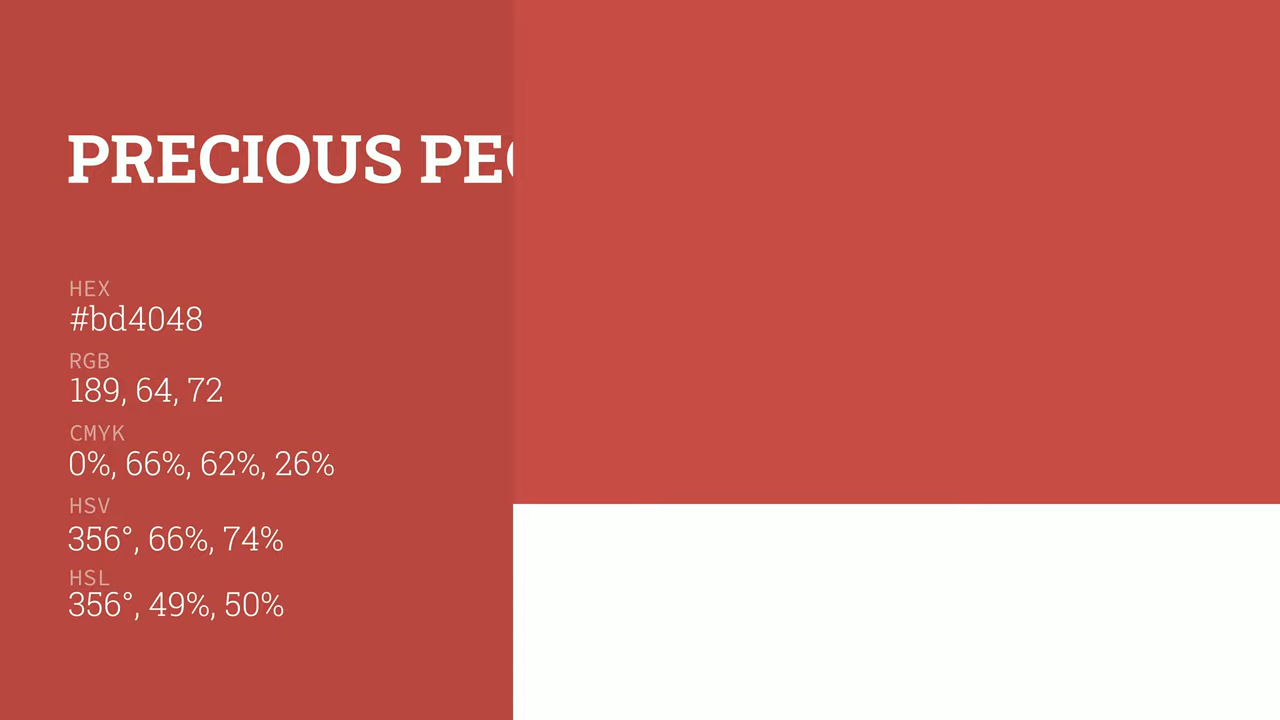 PRECIOUS
HEX
#bd4048
RGB
189, 64, 72
CMYK
0%, 66%, 62%, 26%
HSV
356°, 66%, 74%
HSL
356°, 49%, 50%